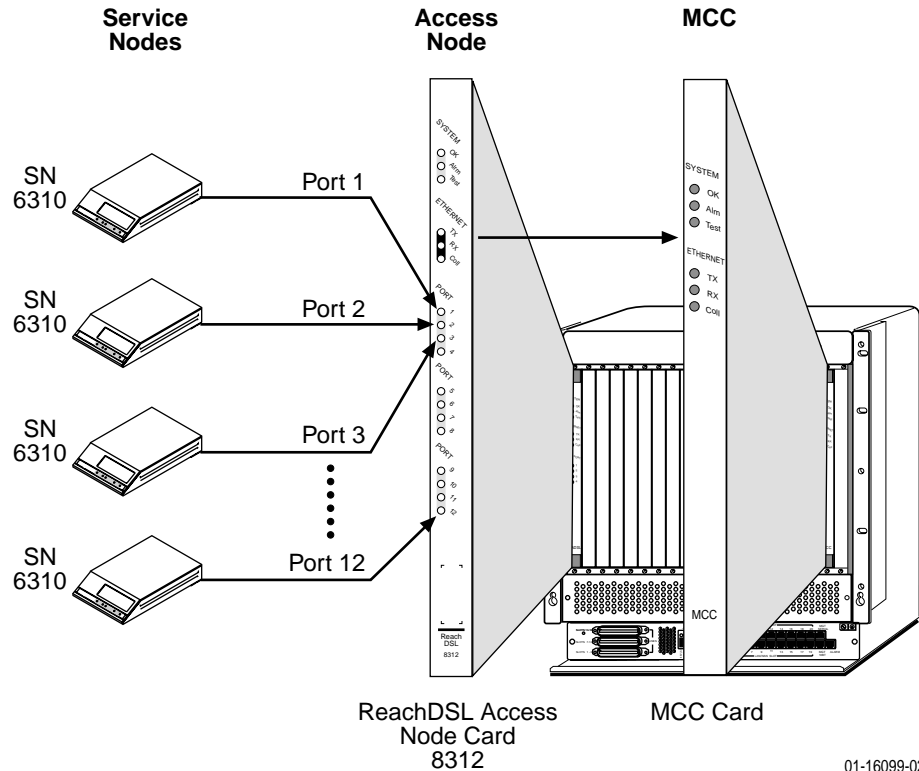 Service
Nodes
Access
Node
MCC
SN
6310
Port 1
SN
6310
Port 2
SN
6310
Port 3
SN
6310
Port 12
SYSTEM
OK
Alrm
Test
ETHERNET
TX
RX
Coll
PORT
1
2
3
4
PORT
5
6
7
8
PORT
9
10
11
12
Reach
DSL
8312
SYSTEM
OK
Alm
Test
ETHERNET
TX
RX
Coll
MCC
ReachDSL Access
Node Card
8312
MCC Card